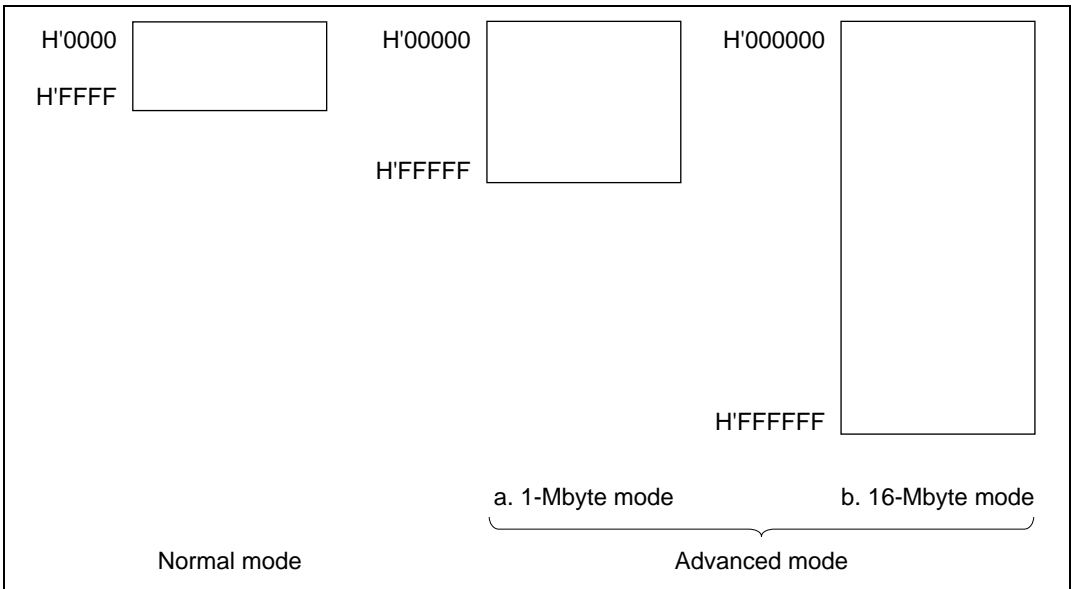 H'0000
H'FFFF
H'00000
H'FFFFF
H'000000
H'FFFFFF
a. 1-Mbyte mode
b. 16-Mbyte mode
Normal mode
Advanced mode